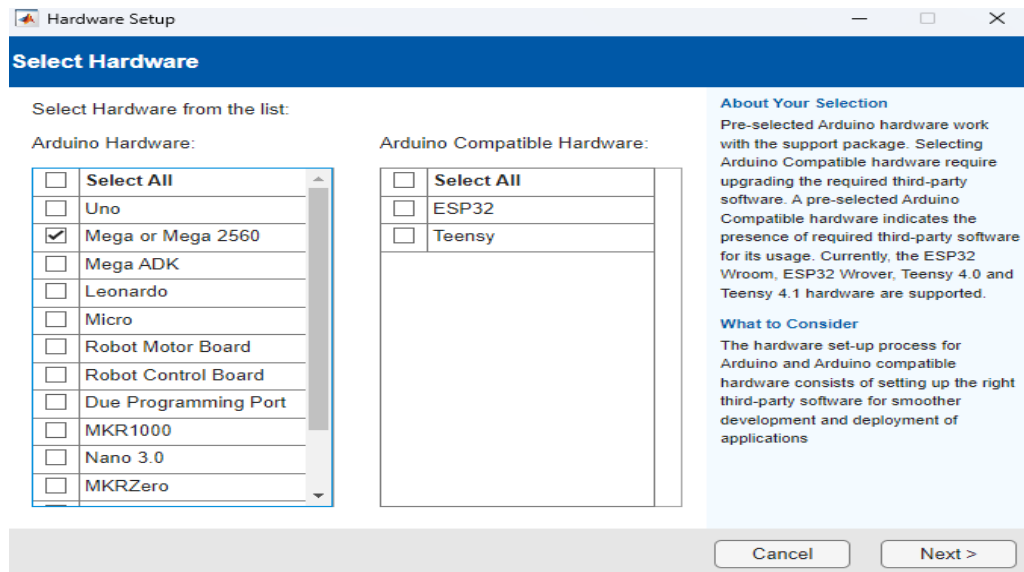 Hardware Setup
Select Hardware
Select Hardware from the list:
Arduino Hardware:
Select All
Uno
Mega or Mega 2560
Mega ADK
Leonardo
Micro
Robot Motor Board
Robot Control Board
Due Programming Port
MKR1000
Nano 3.0
MKRZero
Arduino Compatible Hardware:
Select All
ESP32
Teensy
About Your Selection
Pre-selected Arduino hardware work
with the support package. Selecting
Arduino Compatible hardware require
upgrading the required third-party
software. A pre-selected Arduino
Compatible hardware indicates the
presence of required third-party software
for its usage. Currently, the ESP32
Wroom, ESP32 Wrover, Teensy 4.0 and
Teensy 4.1 hardware are supported.
What to Consider
The hardware set-up process for
Arduino and Arduino compatible
hardware consists of setting up the right
third-party software for smoother
development and deployment of
applications
Cancel
Next >